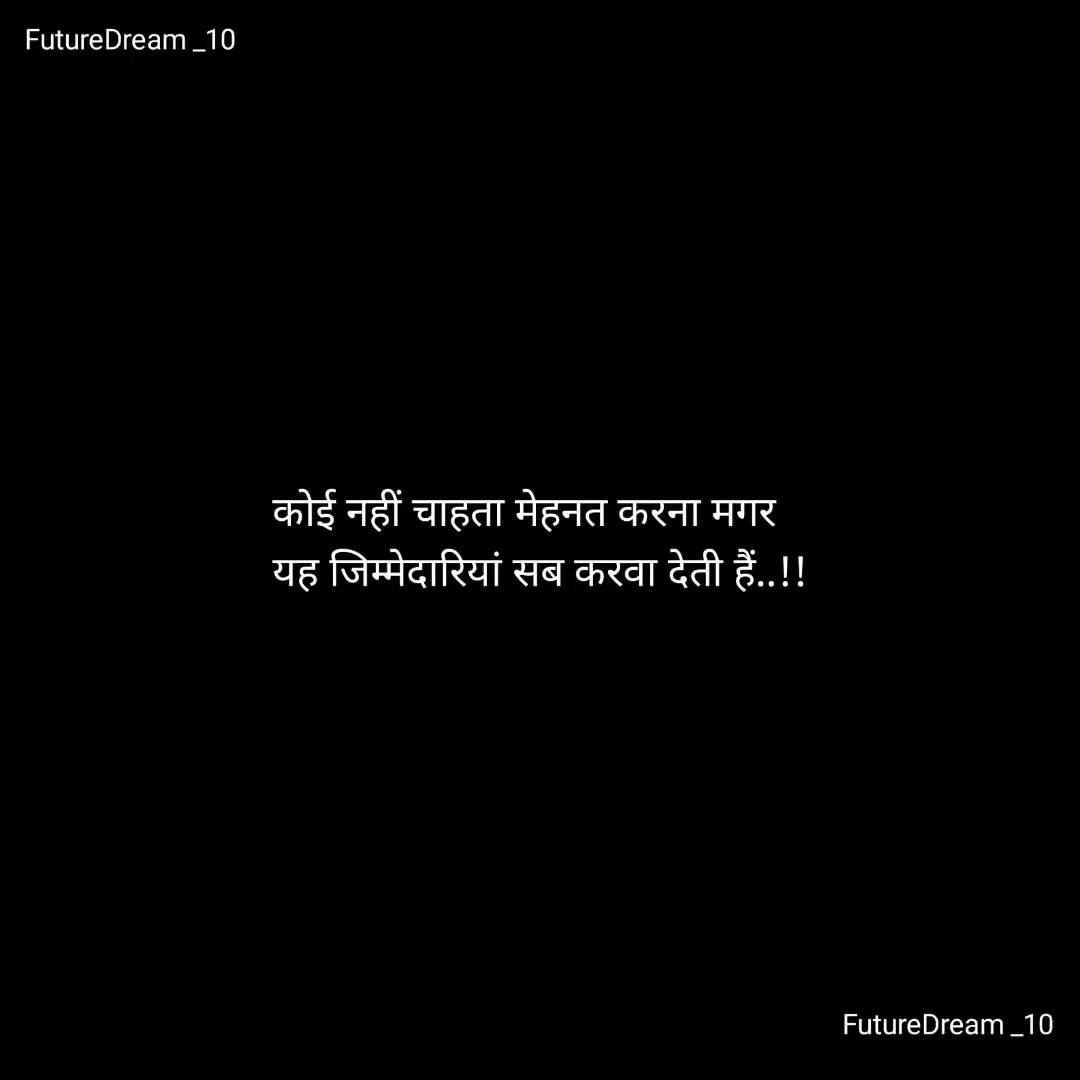 FutureDream _10
कोई नहीं चाहता मेहनत करना मगर
यह जिम्मेदारियां सब करवा देती हैं..!!
FutureDream _10